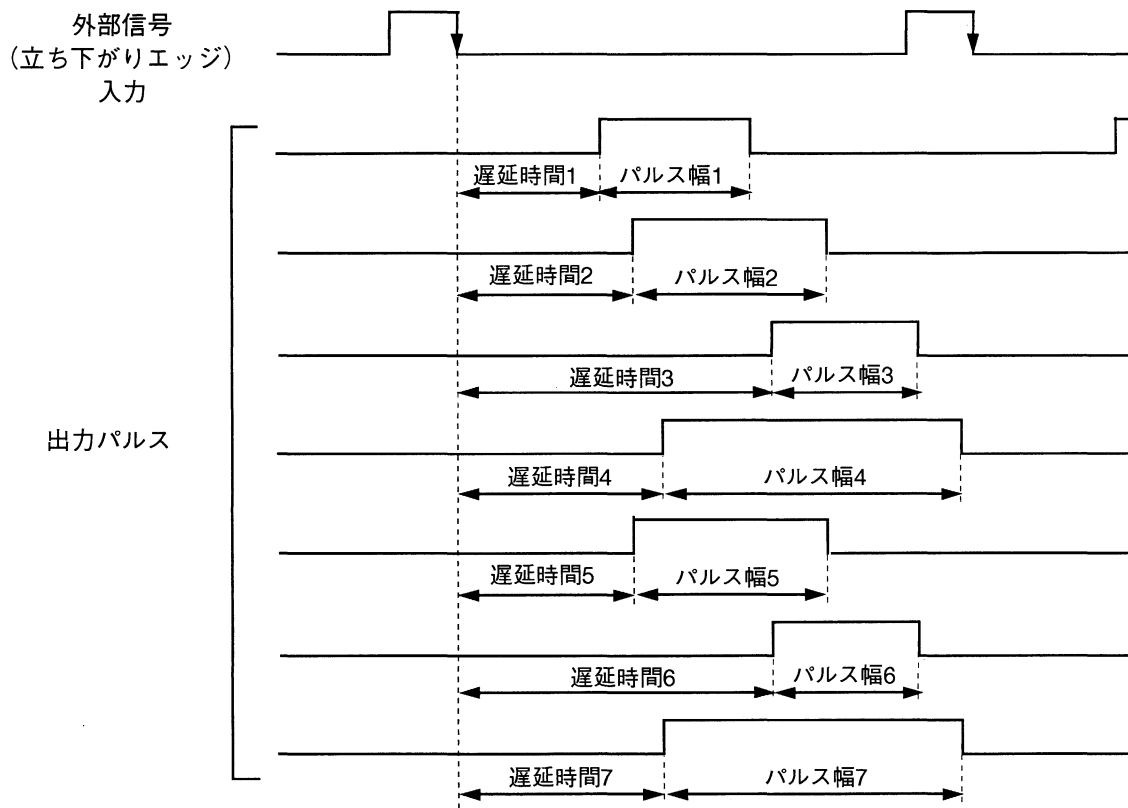 外部信号
(立ち下がりエッジ)
入力
遅延時間1
パルス幅1
遅延時間2
パルス幅2
遅延時間3
パルス幅3
出力パルス
遅延時間4
パルス幅4
遅延時間5
パルス幅5
遅延時間6
パルス幅6
遅延時間7
パルス幅7